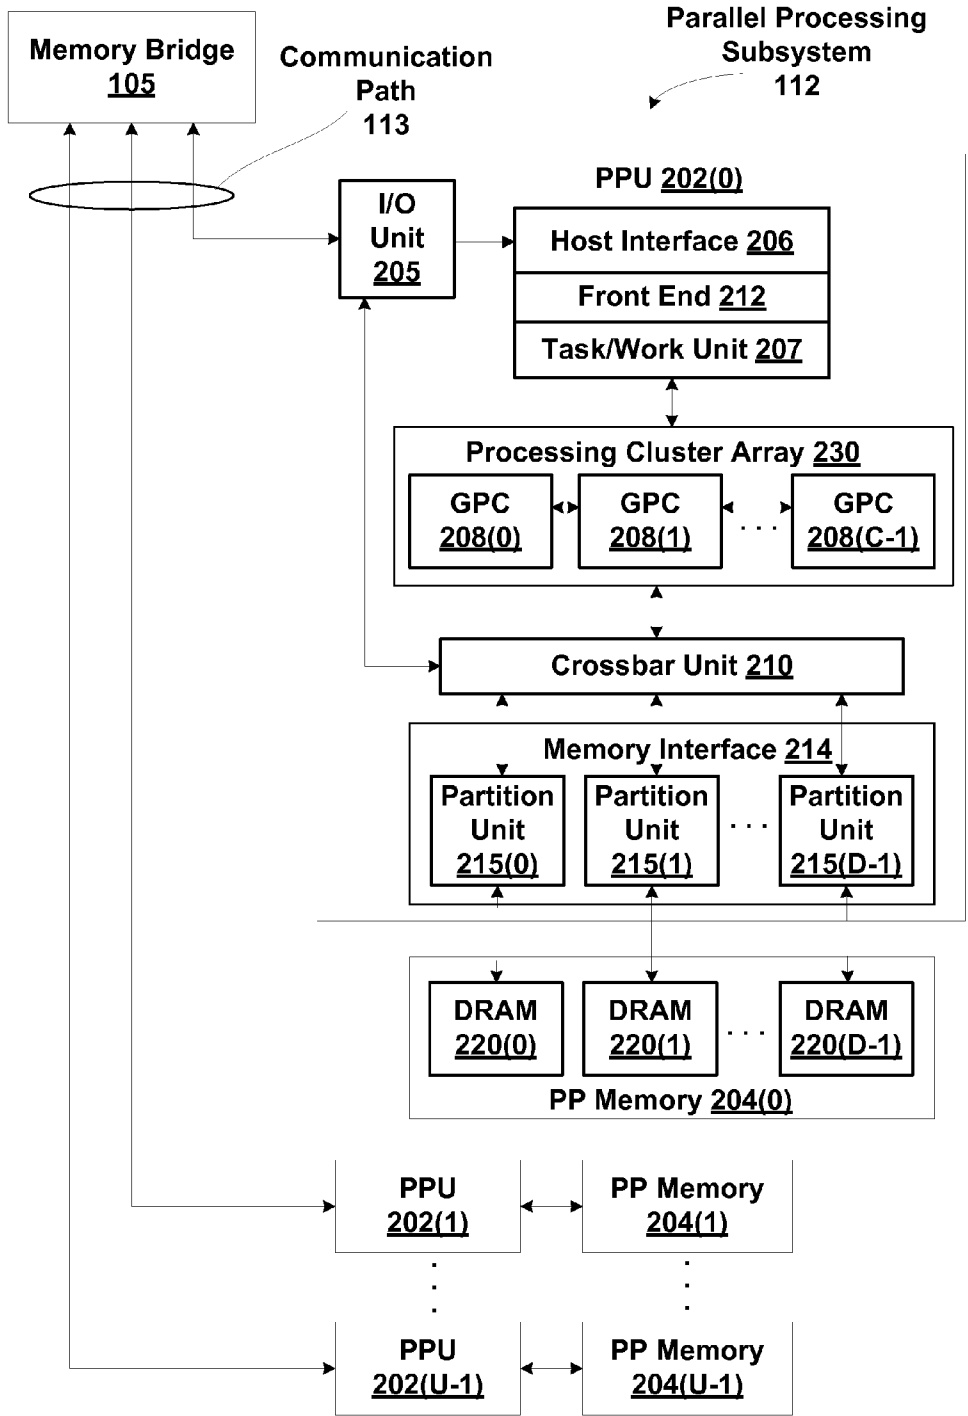 Memory Bridge
105
Communication
Path
113
Parallel Processing
Subsystem
112
I/O
Unit
205
PPU 202(0)
Host Interface 206
Front End 212
Task/Work Unit 207
Processing Cluster Array 230
GPC
208(0)
GPC
208(1)
. . .
GPC
208(C-1)
Crossbar Unit 210
Memory Interface 214
Partition
Unit
215(0)
Partition
Unit
215(1)
. . .
Partition
Unit
215(D-1)
DRAM
220(0)
DRAM
220(1)
. . .
DRAM
220(D-1)
PP Memory 204(0)
PPU
202(1)
PP Memory
204(1)
PPU
202(U-1)
PP Memory
204(U-1)